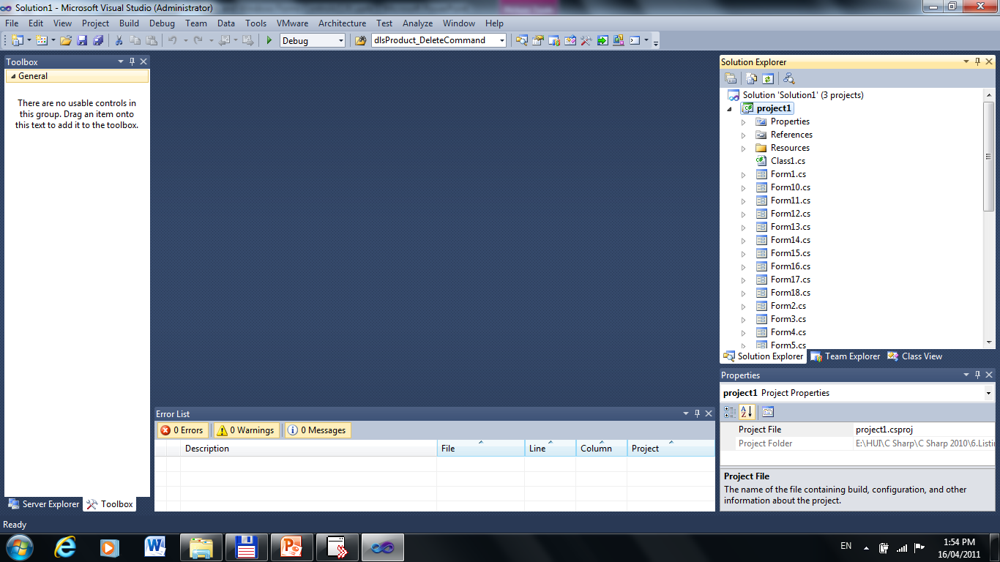 Solution1 - Microsoft Visual Studio (Administrator)
File Edit View Project Build Debug Team Data Tools VMware Architecture Test Analyze Window Help
Debug dlsProduct_DeleteCommand
Toolbox
General
There are no usable controls in
this group. Drag an item onto
this text to add it to the toolbox.
Server Explorer Toolbox
Error List
0 Errors 0 Warnings 0 Messages
Description File Line Column Project
Solution Explorer
Solution 'Solution1' (3 projects)
project1
Properties
References
Resources
Class1.cs
Form1.cs
Form10.cs
Form11.cs
Form12.cs
Form13.cs
Form14.cs
Form15.cs
Form16.cs
Form17.cs
Form18.cs
Form2.cs
Form3.cs
Form4.cs
Form5.cs
Solution Explorer Team Explorer Class View
Properties
project1 Project Properties
Project File project1.csproj
Project Folder E:\HUI\C Sharp\C Sharp 2010\6.Listin
Project File
The name of the file containing build, configuration, and other
information about the project.
Ready
EN
1:54 PM
16/04/2011